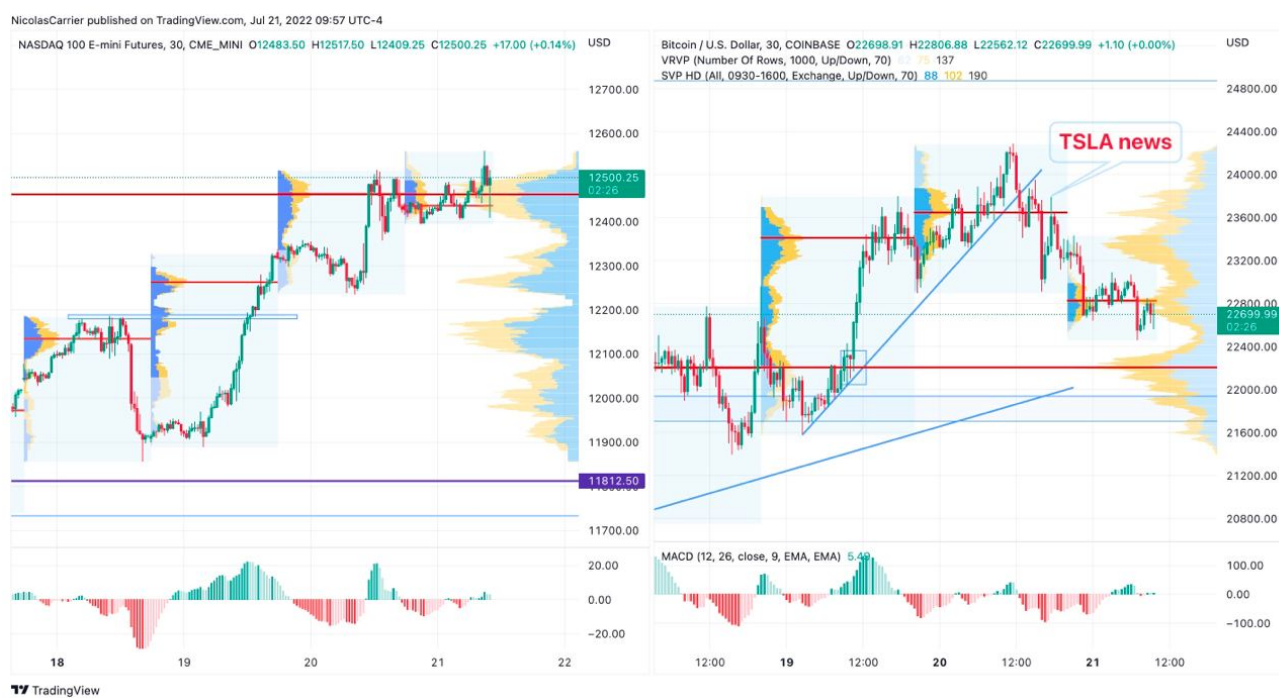 NicolasCarrier published on TradingView.com, Jul 21, 2022 09:57 UTC-4
NASDAQ 100 E-mini Futures, 30, CME_MINI O12483.50 H12517.50 L12409.25 C12500.25 +17.00 (+0.14%)
USD
12700.00
12600.00
12500.25
02:26
12400.00
12300.00
12200.00
12100.00
12000.00
11900.00
11812.50
11700.00
20.00
0.00
−20.00
18 19 20 21 22
Bitcoin / U.S. Dollar, 30, COINBASE O22698.91 H22806.88 L22562.12 C22699.99 +1.10 (+0.00%)
VRVP (Number Of Rows, 1000, Up/Down, 70) 75 137
SVP HD (All, 0930-1600, Exchange, Up/Down, 70) 88 102 190
USD
TSLA news
24800.00
24400.00
24000.00
23600.00
23200.00
22800.00
22699.99
02:26
22400.00
22000.00
21600.00
21200.00
20800.00
MACD (12, 26, close, 9, EMA, EMA)
100.00
0.00
−100.00
12:00 19 12:00 20 12:00 21 12:00
TradingView